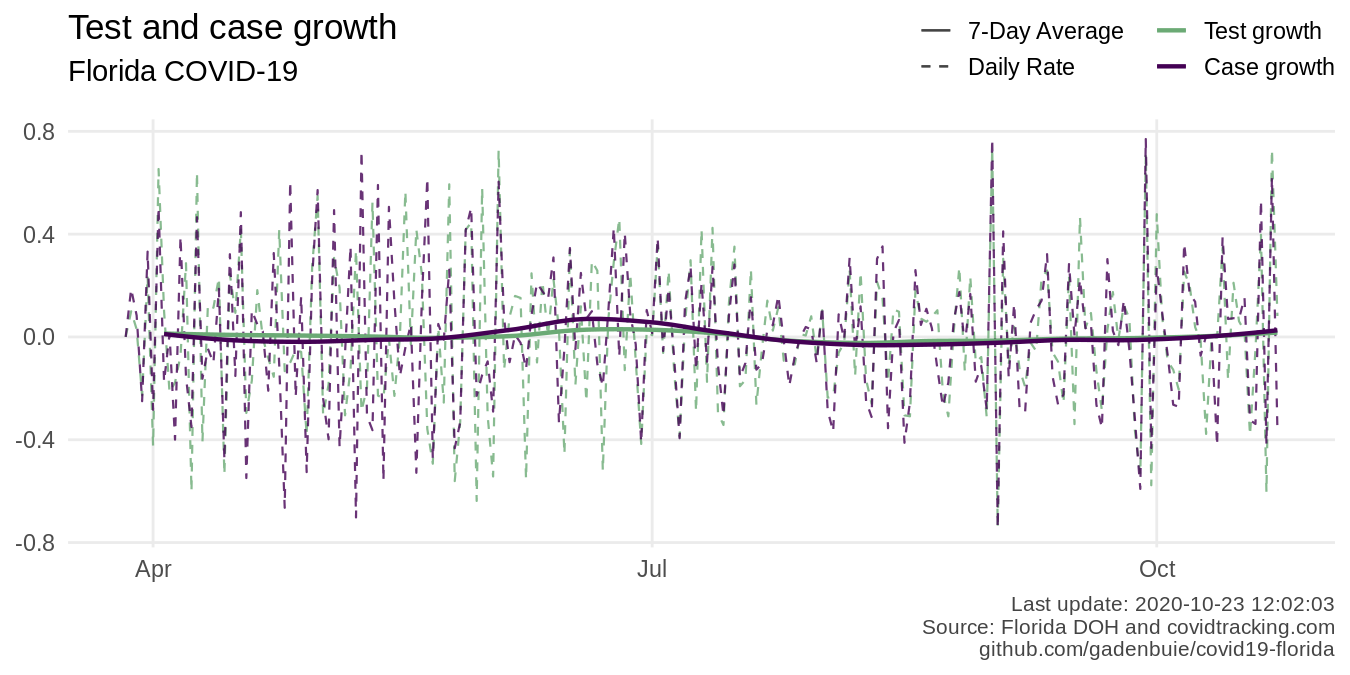 Test and case growth
Florida COVID-19
7-Day Average
Test growth
Daily Rate
Case growth
0.8
0.4
0.0
-0.4
-0.8
Apr
Jul
Oct
Last update: 2020-10-23 12:02:03
Source: Florida DOH and covidtracking.com
github.com/gadenbuie/covid19-florida